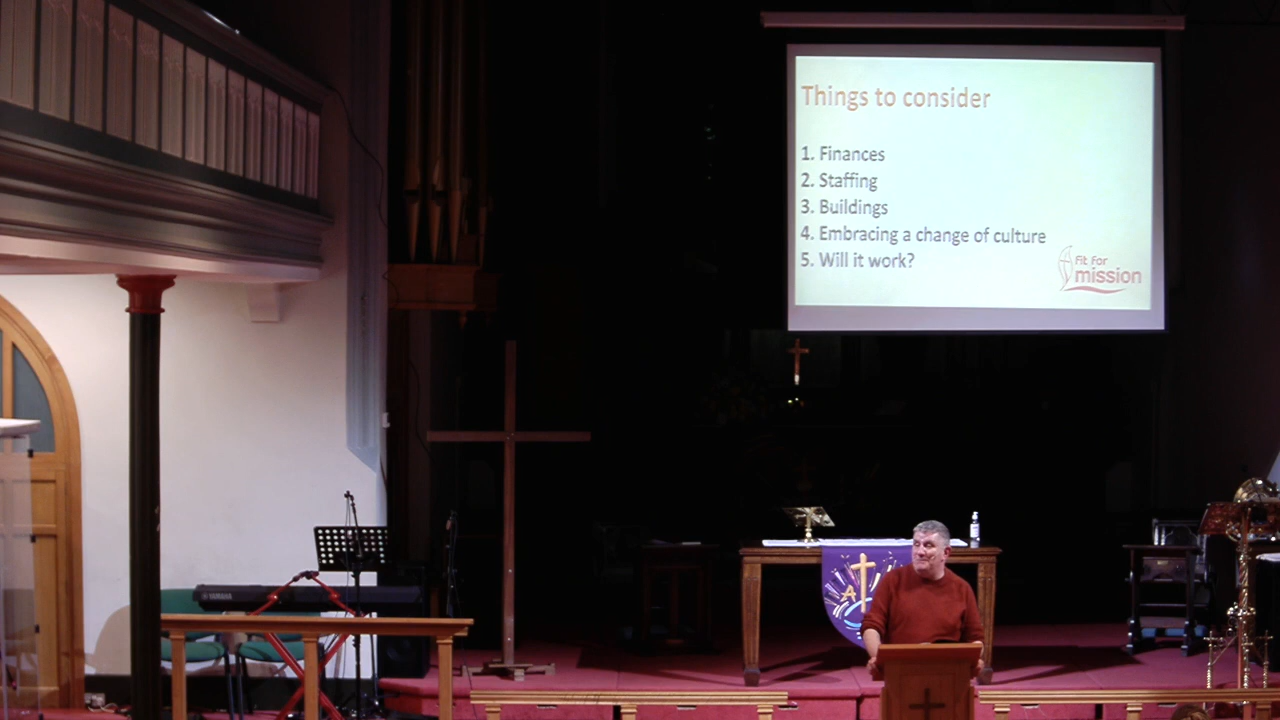 Things to consider
1. Finances
2. Staffing
3. Buildings
4. Embracing a change of culture
5. Will it work?
fit for
mission
YAMAHA
A